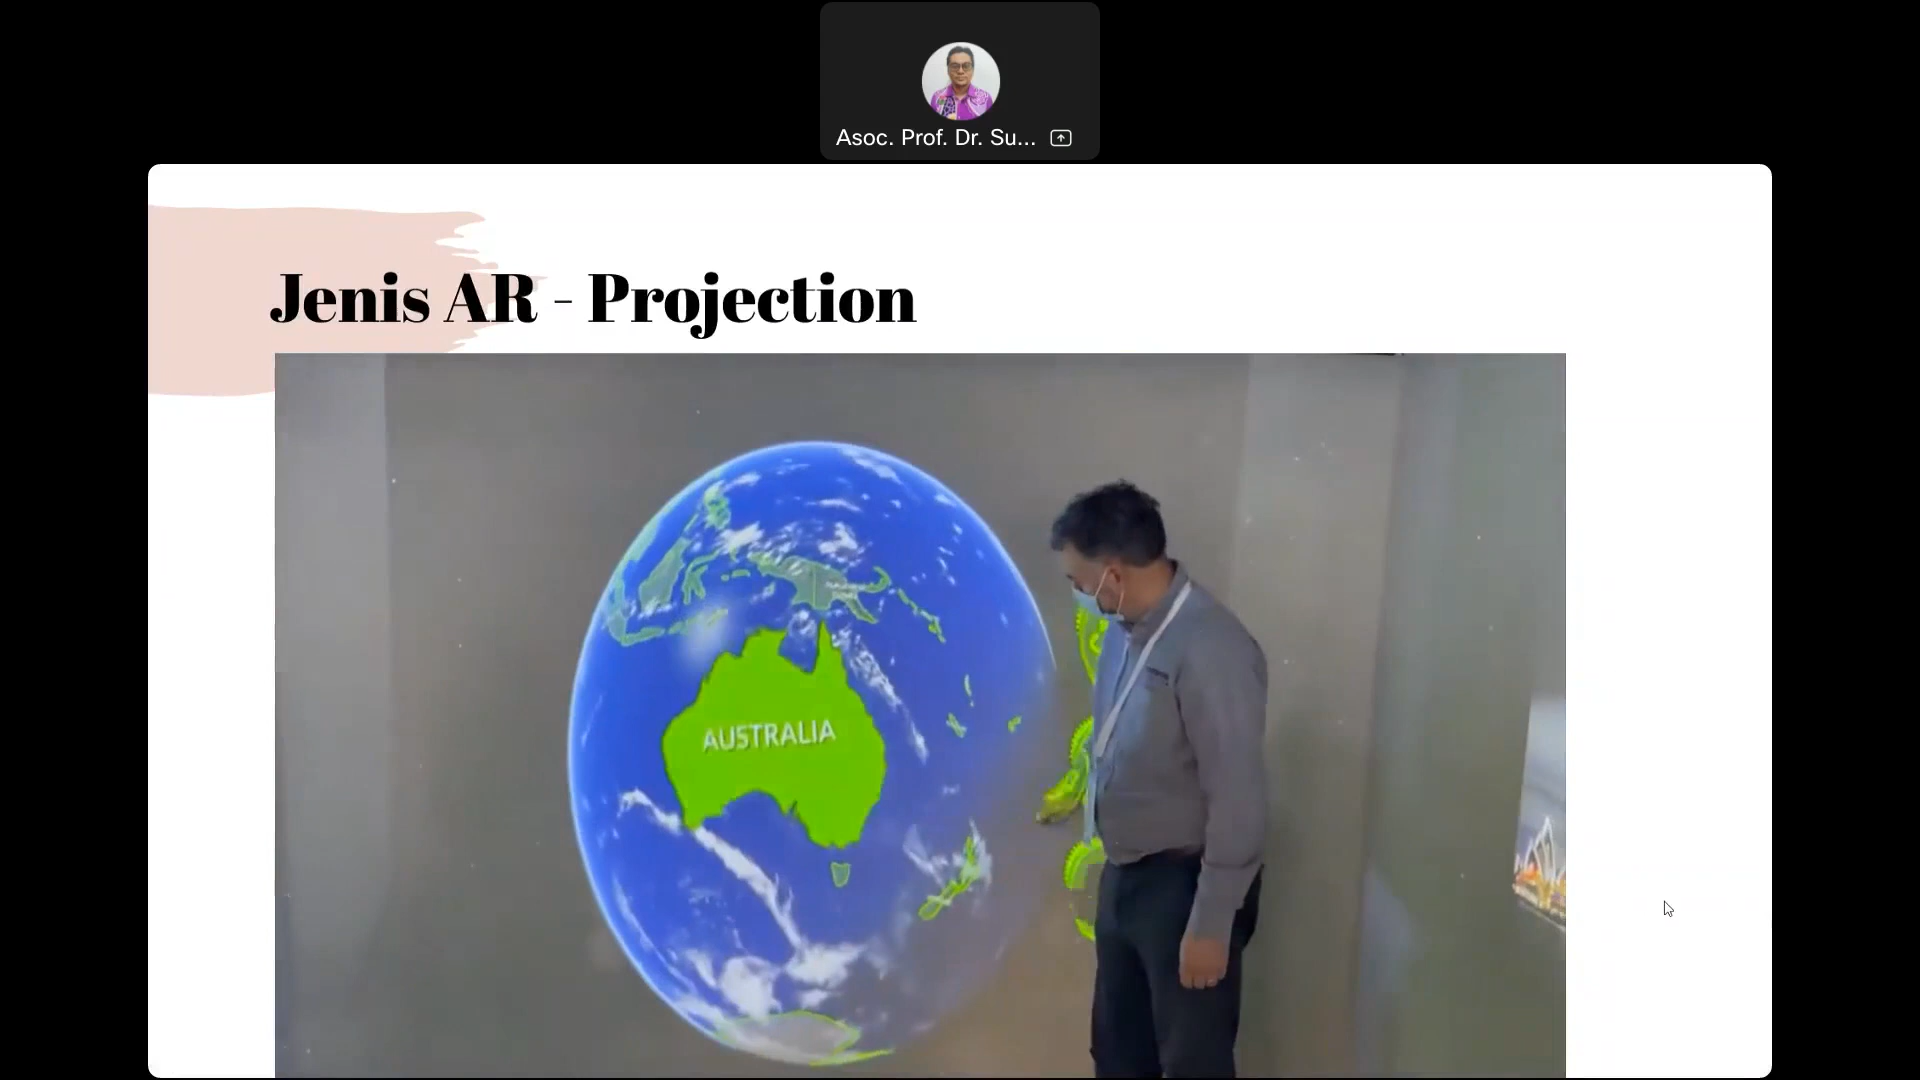 Asoc. Prof. Dr. Su...
Jenis AR - Projection
AUSTRALIA